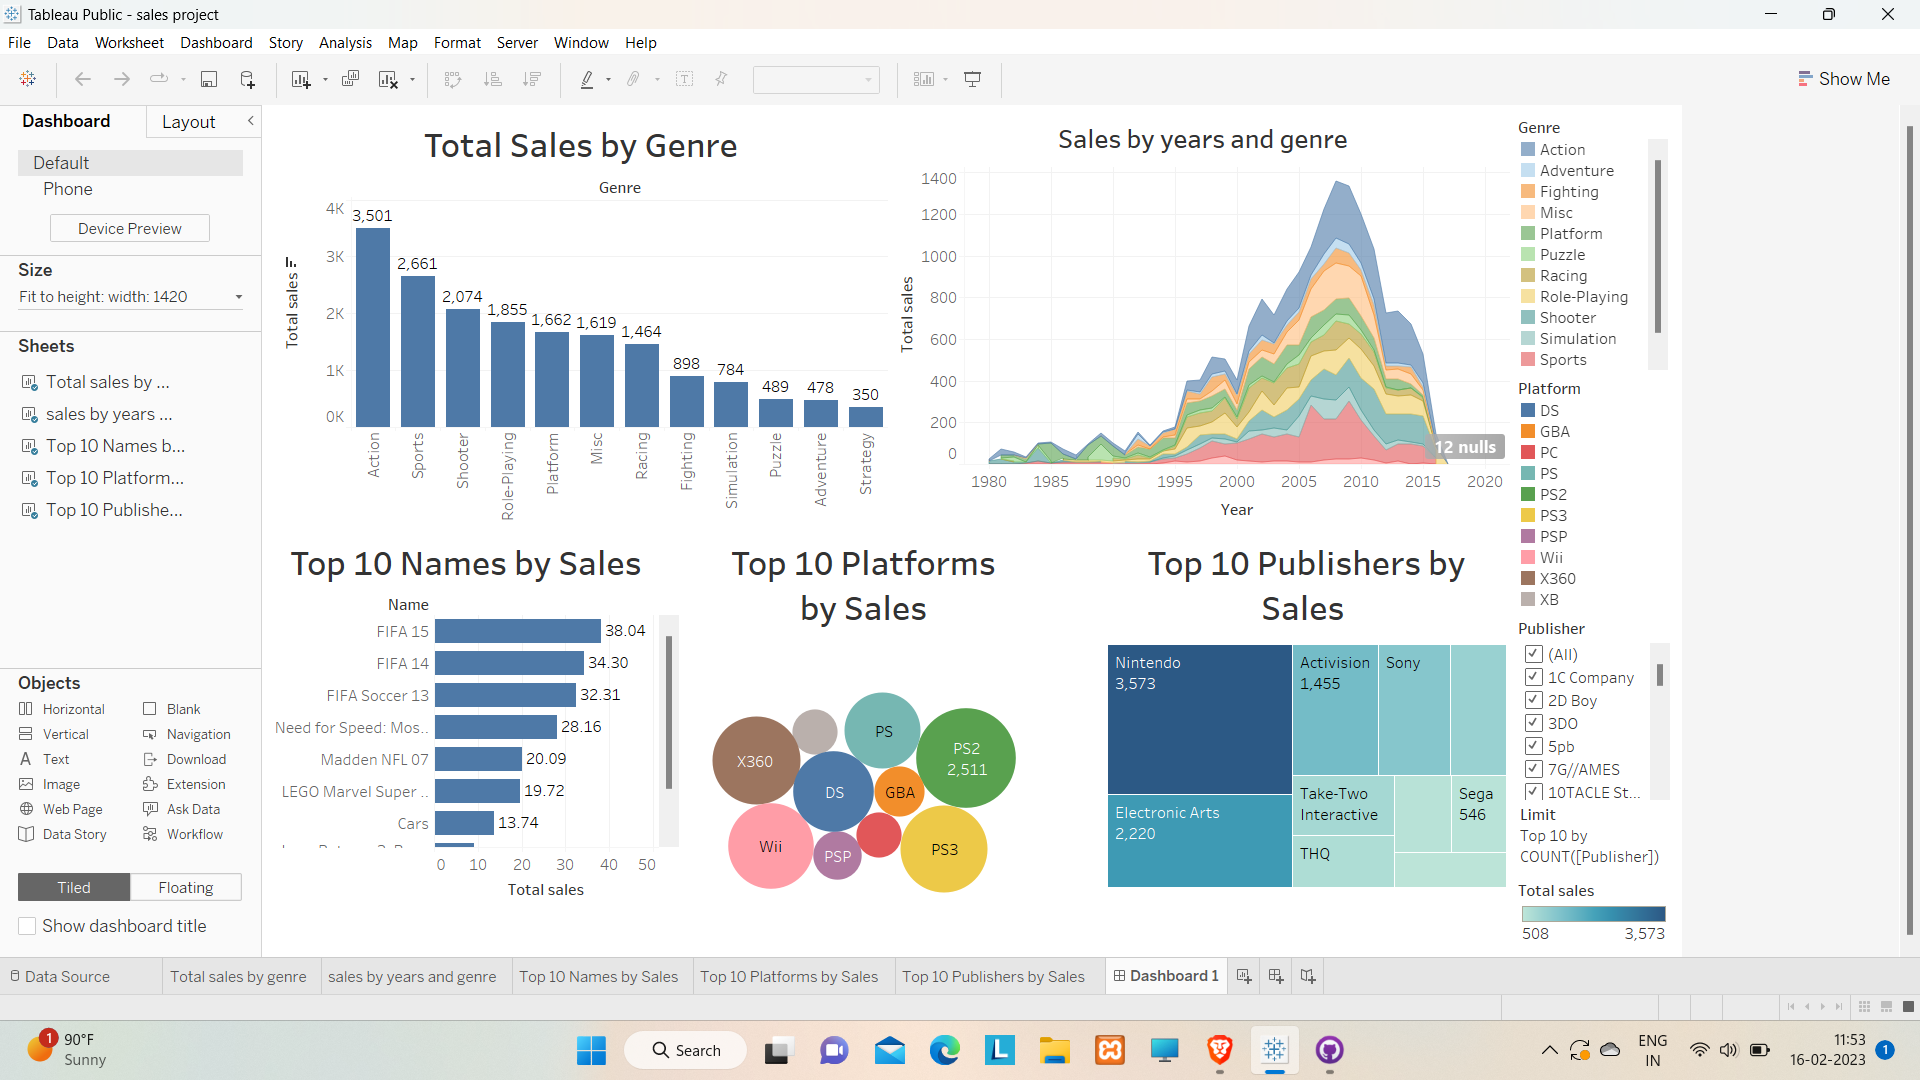 Tableau Public - sales project
File Data Worksheet Dashboard Story Analysis Map Format Server Window Help
Show Me
Dashboard Layout
Default
Phone
Device Preview
Size
Fit to height: width: 1420
Sheets
Total sales by ...
sales by years ...
Top 10 Names b...
Top 10 Platform...
Top 10 Publishe...
Objects
Horizontal Blank
Vertical Navigation
Text Download
Image Extension
Web Page Ask Data
Data Story Workflow
Tiled Floating
Show dashboard title
Total Sales by Genre
Genre
Total sales
4K
3K
2K
1K
0K
3,501
2,661
2,074
1,855
1,662
1,619
1,464
898
784
489
478
350
Action
Sports
Shooter
Role-Playing
Platform
Misc
Racing
Fighting
Simulation
Puzzle
Adventure
Strategy
Sales by years and genre
Total sales
1400
1200
1000
800
600
400
200
0
12 nulls
1980 1985 1990 1995 2000 2005 2010 2015 2020
Year
Top 10 Names by Sales
Name
FIFA 15 38.04
FIFA 14 34.30
FIFA Soccer 13 32.31
Need for Speed: Mos.. 28.16
Madden NFL 07 20.09
LEGO Marvel Super .. 19.72
Cars 13.74
0 10 20 30 40 50
Total sales
Top 10 Platforms
by Sales
X360
PS
PS2
2,511
DS
GBA
Wii
PSP
PS3
Top 10 Publishers by
Sales
Nintendo
3,573
Electronic Arts
2,220
Activision
1,455
Sony
Take-Two
Interactive
THQ
Sega
546
Genre
Action
Adventure
Fighting
Misc
Platform
Puzzle
Racing
Role-Playing
Shooter
Simulation
Sports
Platform
DS
GBA
PC
PS
PS2
PS3
PSP
Wii
X360
XB
Publisher
(All)
1C Company
2D Boy
3DO
5pb
7G//AMES
10TACLE St...
Limit
Top 10 by
COUNT([Publisher])
Total sales
508 3,573
Data Source Total sales by genre sales by years and genre Top 10 Names by Sales Top 10 Platforms by Sales Top 10 Publishers by Sales Dashboard 1
1
90°F
Sunny
Search
L
ENG
IN
11:53
16-02-2023
1